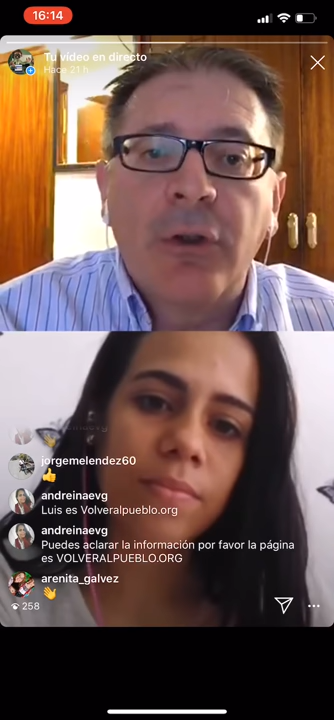 16:14
Tu vídeo en directo
Hace 21 h
jorgemelendez60
👍
andreinaevg
Luis es Volveralpueblo.org
andreinaevg
Puedes aclarar la información por favor la página
es VOLVERALPUEBLO.ORG
arenita_galvez
👋
258